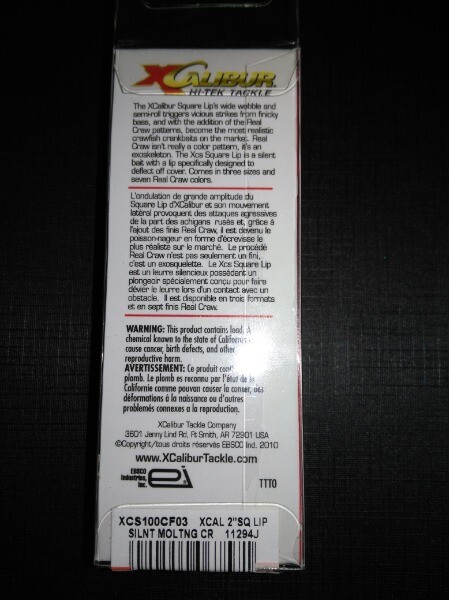 XCALIBUR
HI-TEK TACKLE
The XCalibur Square Lip's wide wobble and
semi-roll triggers vicious strikes from finicky
bass, and with the addition of the Real
Craw patterns, become the most realistic
crawfish crankbaits on the market. Real
Craw isn't really a color pattern, it's an
exoskeleton. The Xcs Square Lip is a silent
bait with a lip specifically designed to
deflect off cover. Comes in three sizes and
seven Real Craw colors.
L'ondulation de grande amplitude du
Square Lip d'XCalibur et son mouvement
latéral provoquent des attaques agressives
de la part des achigans rusés et, grâce à
l'ajout des finis Real Craw, il est devenu le
poisson-nageur en forme d'écrevisse le
plus réaliste sur le marché. Le procédé
Real Craw n'est pas seulement un fini,
c'est un exosquelette. Le Xcs Square Lip
est un leurre silencieux possédant un
plongeoir spécialement conçu pour faire
dévier le leurre lors d'un contact avec un
obstacle. Il est disponible en trois formats
et en sept finis Real Craw.
WARNING: This product contains lead. A
chemical known to the state of California
cause cancer, birth defects, and other
reproductive harm.
AVERTISSEMENT: Ce produit
plomb. Le plomb es reconnu par l'état de
Californie comme pouvan causer la cancer, des
déformations à la naissance ou d'autres
problémés connexes a la reproduction.
XCalibur Tackle Company
3601 Jenny Lind Rd, Ft Smith, AR 72901 USA
©Copyright/tous droits réservés EBSCO Ind. 2010
www.XCaliburTackle.com
EBSCO
Industries,
Inc.
ei
TTTO
XCS100CF03 XCAL 2"SQ LIP
SILNT MOLTNG CR 11294J